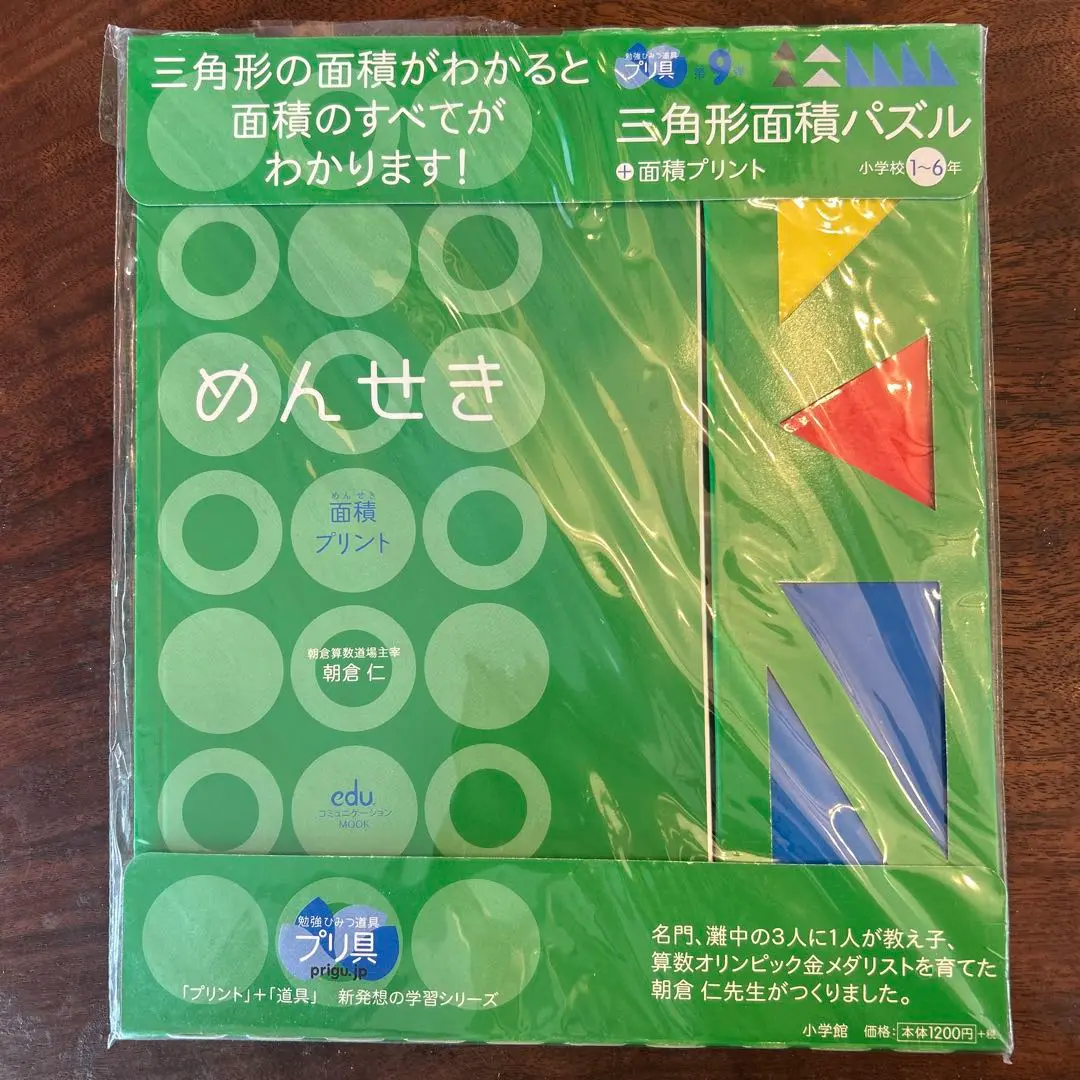 三角形の面積がわかると
面積のすべてが
わかります!
勉強ひみつ道具
プリ具
第9弾
三角形面積パズル
+面積プリント
小学校1~6年
めんせき
めんせき
面積
プリント
朝倉算数道場主宰
朝倉 仁
edu
コミュニケーション
MOOK
勉強ひみつ道具
プリ具
prigu.jp
「プリント」+「道具」 新発想の学習シリーズ
名門、灘中の3人に1人が教え子、
算数オリンピック金メダリストを育てた
朝倉 仁先生がつくりました。
小学館 価格:本体1200円+税